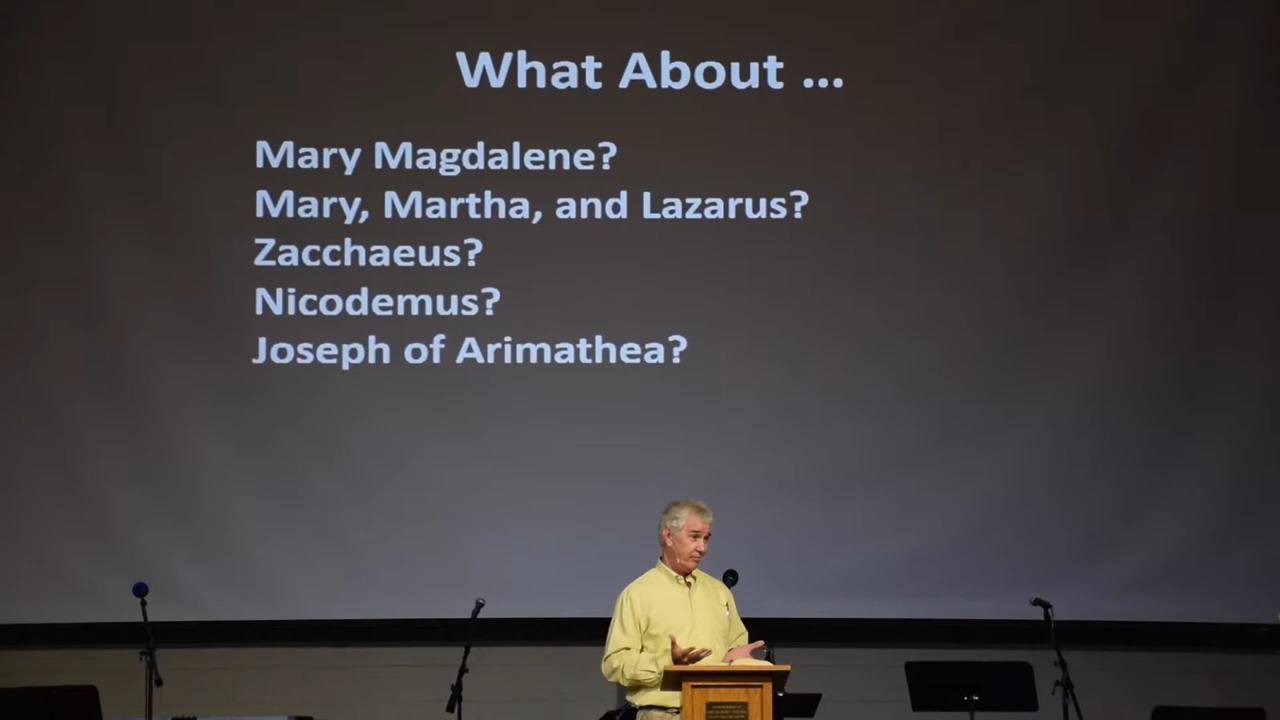 What About ...
Mary Magdalene?
Mary, Martha, and Lazarus?
Zacchaeus?
Nicodemus?
Joseph of Arimathea?